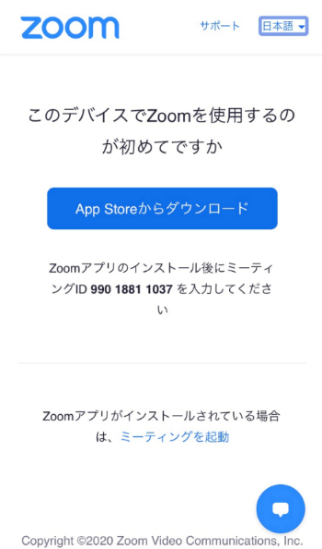 zoom
サポート 日本語
このデバイスでZoomを使用するの
が初めてですか
App Storeからダウンロード
Zoomアプリのインストール後にミーティ
ングID 990 1881 1037 を入力してくださ
い
Zoomアプリがインストールされている場合
は、ミーティングを起動
Copyright ©2020 Zoom Video Communications, Inc.